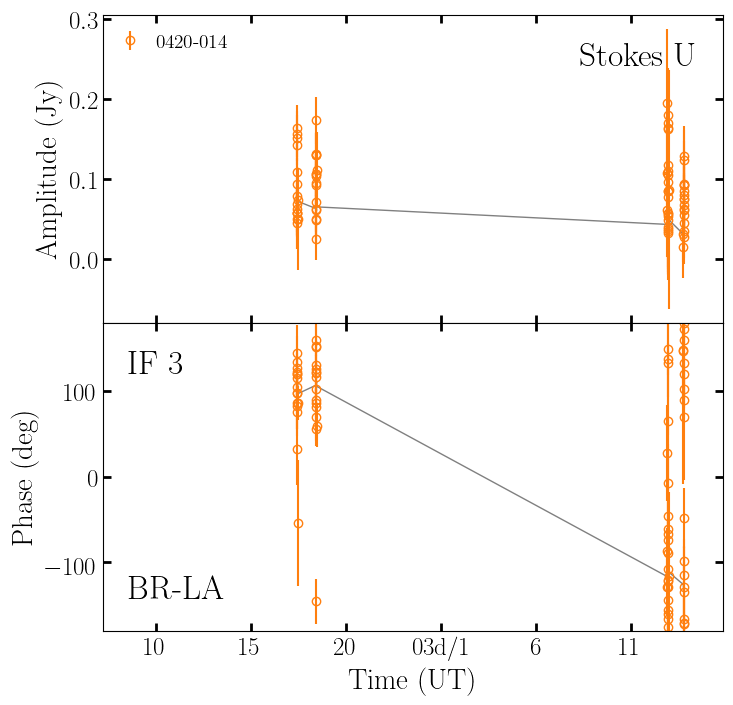 0.3
0420-014
Stokes U
0.2
0.1
0.0
Amplitude (Jy)
IF 3
100
0
−100
Phase (deg)
BR-LA
10 15 20 03d/1 6 11
Time (UT)